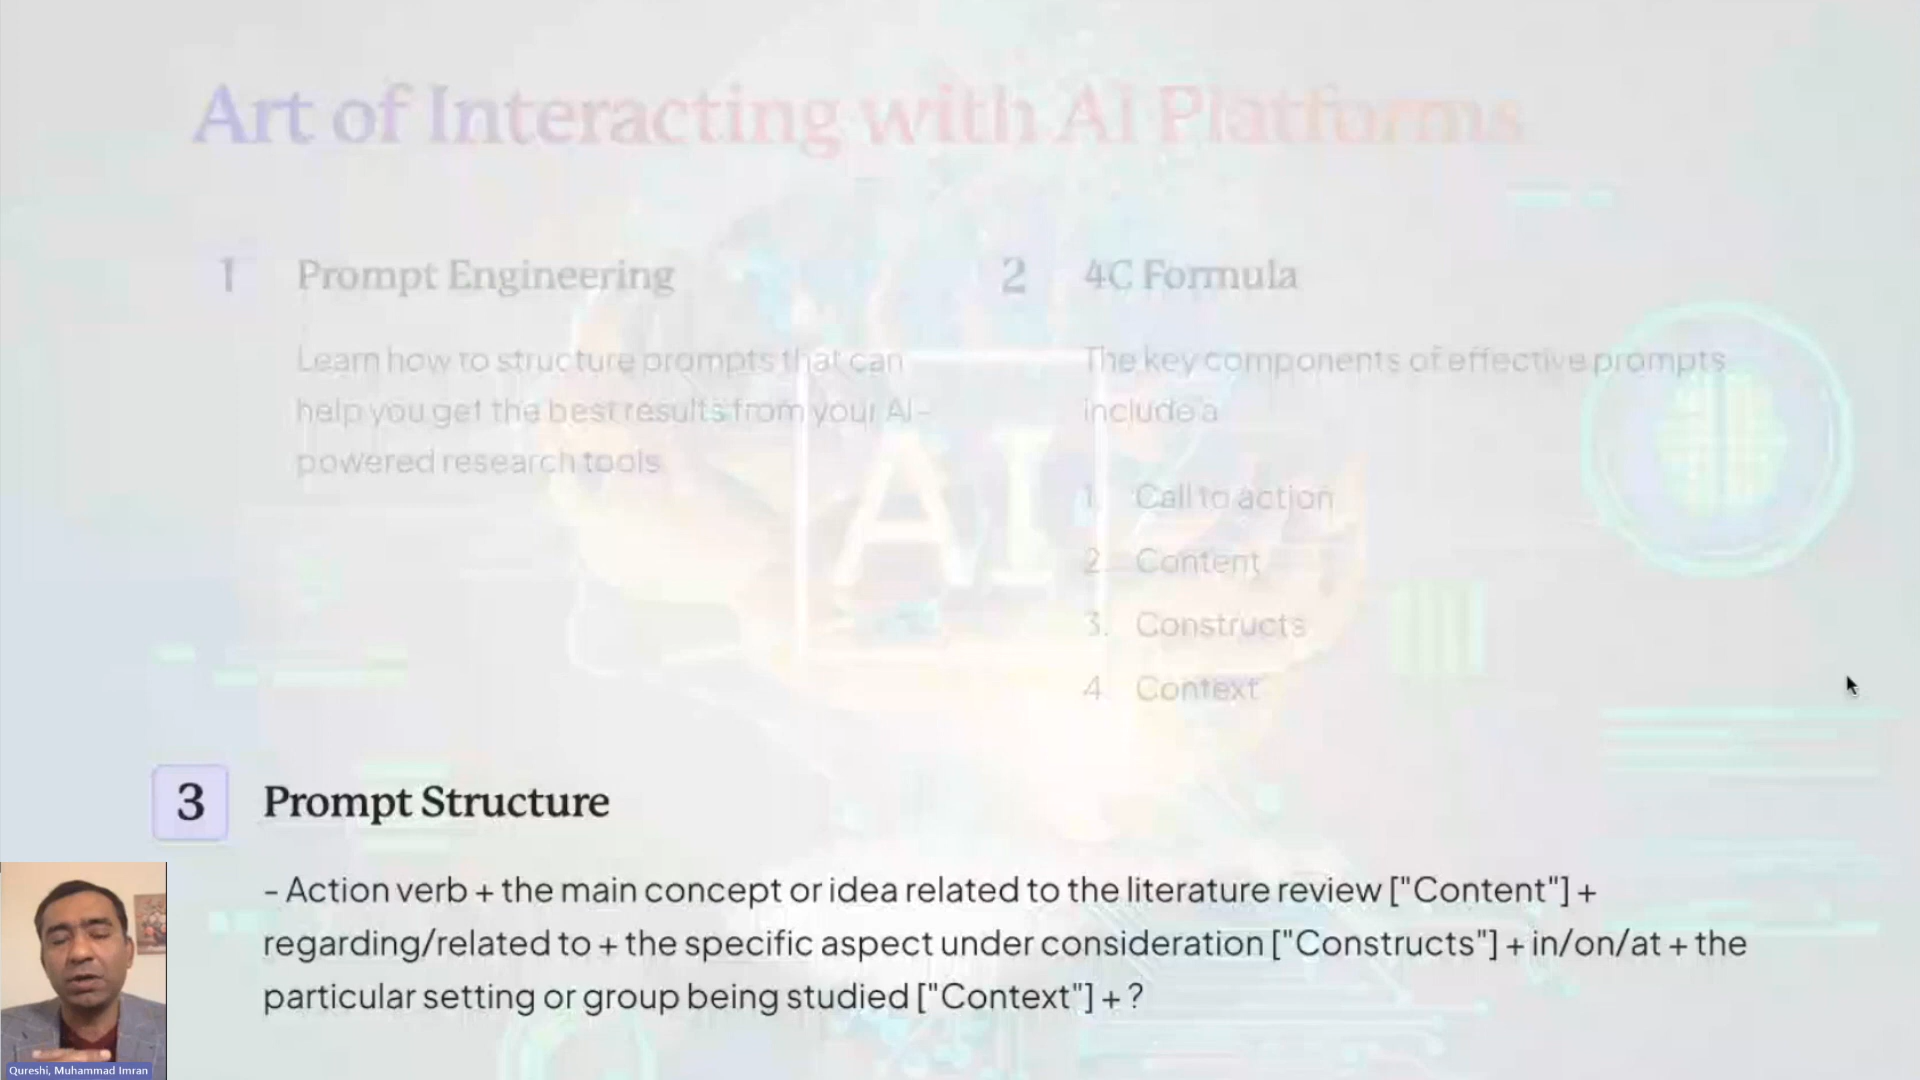 Art of Interacting with AI Platforms
1 Prompt Engineering
Learn how to structure prompts that can
help you get the best results from your AI-
powered research tools
2 4C Formula
The key components of effective prompts
include a
1. Call to action
2. Content
3. Constructs
4. Context
AI
3 Prompt Structure
- Action verb + the main concept or idea related to the literature review ["Content"] +
regarding/related to + the specific aspect under consideration ["Constructs"] + in/on/at + the
particular setting or group being studied ["Context"] + ?
Qureshi, Muhammad Imran